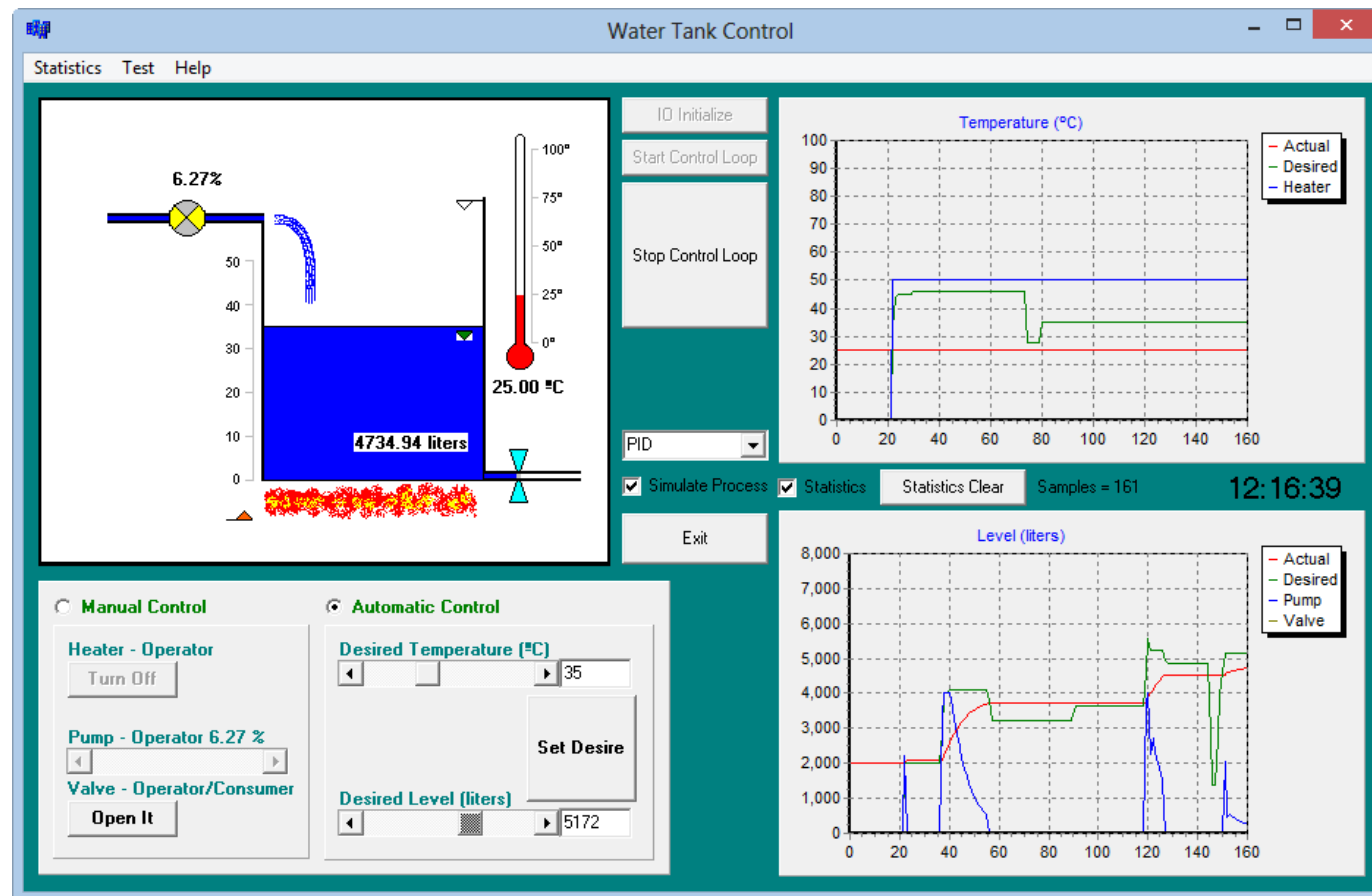 Water Tank Control
Statistics Test Help
6.27%
100°
75°
50°
25°
0°
50
40
30
20
10
0
25.00 ºC
4734.94 liters
IO Initialize
Start Control Loop
Stop Control Loop
PID
Simulate Process
Exit
Temperature (ºC)
100
90
80
70
60
50
40
30
20
10
0
0 20 40 60 80 100 120 140 160
Actual
Desired
Heater
Statistics
Statistics Clear
Samples = 161
12:16:39
Level (liters)
8,000
7,000
6,000
5,000
4,000
3,000
2,000
1,000
0
0 20 40 60 80 100 120 140 160
Actual
Desired
Pump
Valve
Manual Control
Heater - Operator
Turn Off
Pump - Operator 6.27 %
Valve - Operator/Consumer
Open It
Automatic Control
Desired Temperature (ºC)
35
Set Desire
Desired Level (liters)
5172